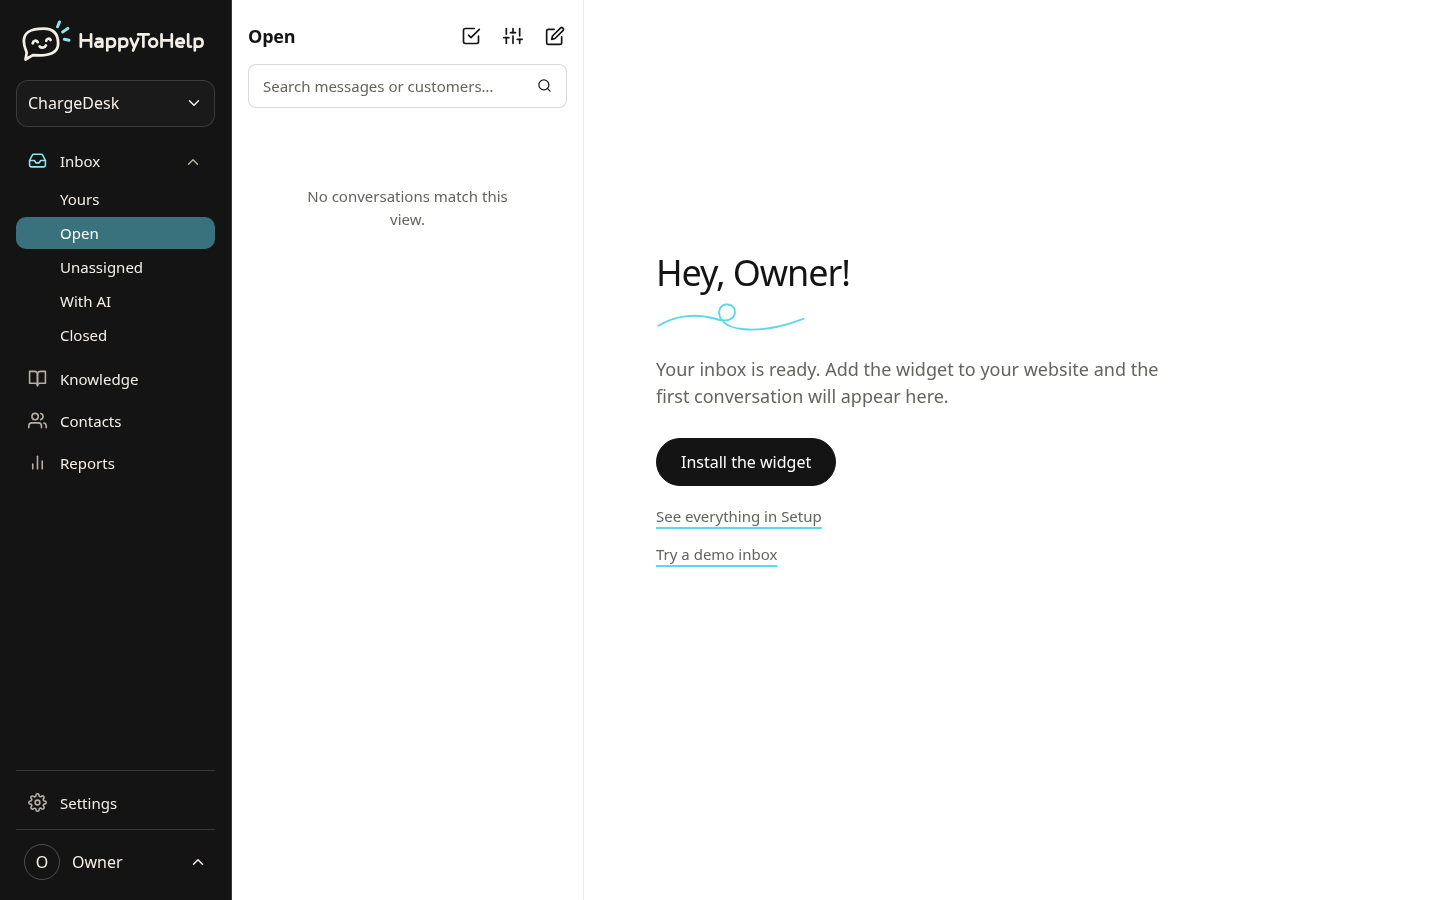 HappyToHelp
ChargeDesk
Inbox
Yours
Open
Unassigned
With AI
Closed
Knowledge
Contacts
Reports
Settings
O
Owner
Open
Search messages or customers...
No conversations match this
view.
Hey, Owner!
Your inbox is ready. Add the widget to your website and the
first conversation will appear here.
Install the widget
See everything in Setup
Try a demo inbox